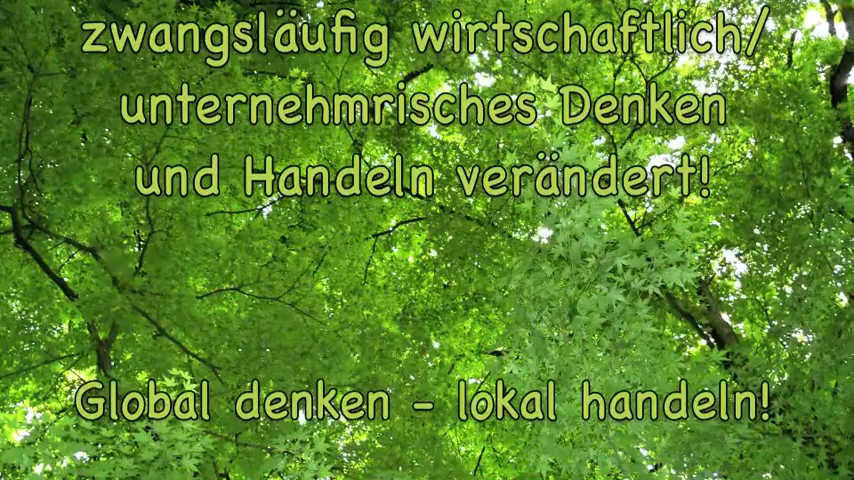 zwangsläufig wirtschaftlich/
unternehmrisches Denken
und Handeln verändert!
Global denken - lokal handeln!